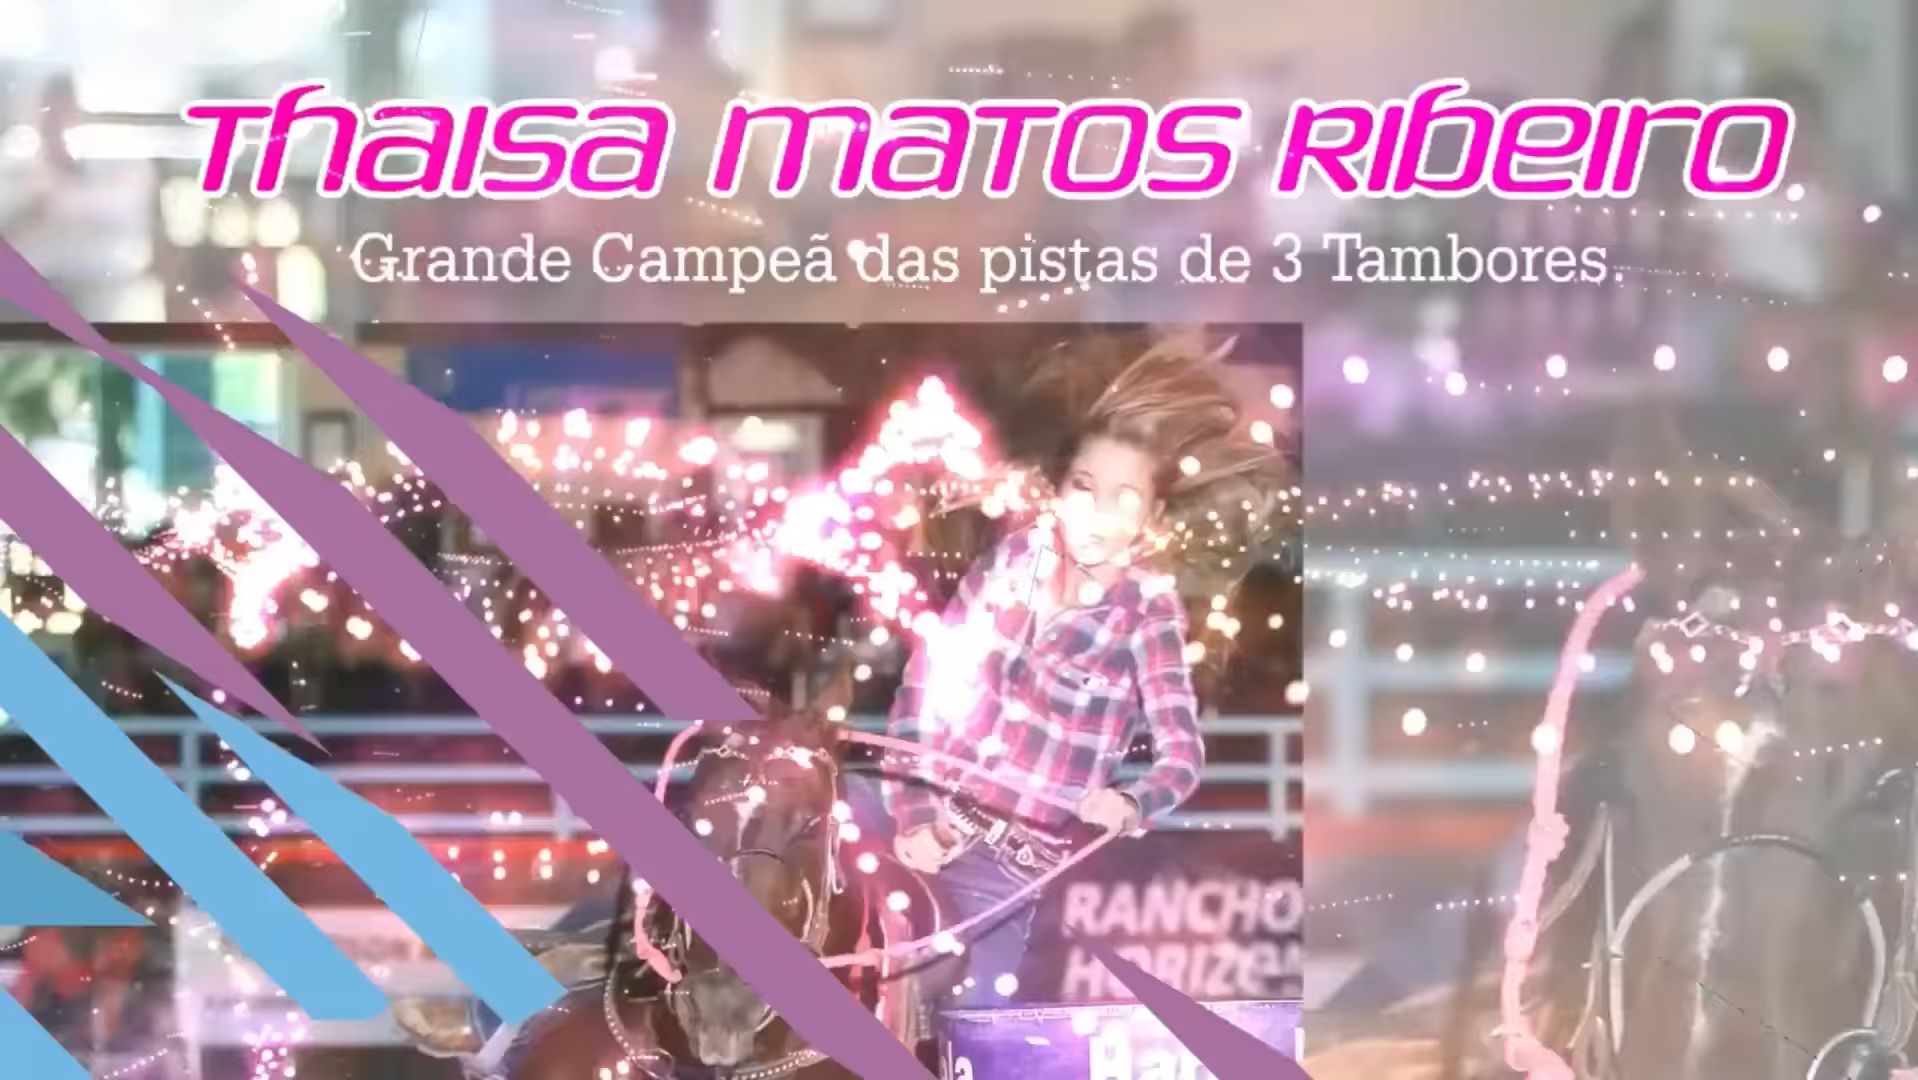 Thaisa Matos Ribeiro
Grande Campeã das pistas de 3 Tambores.
RANCHO